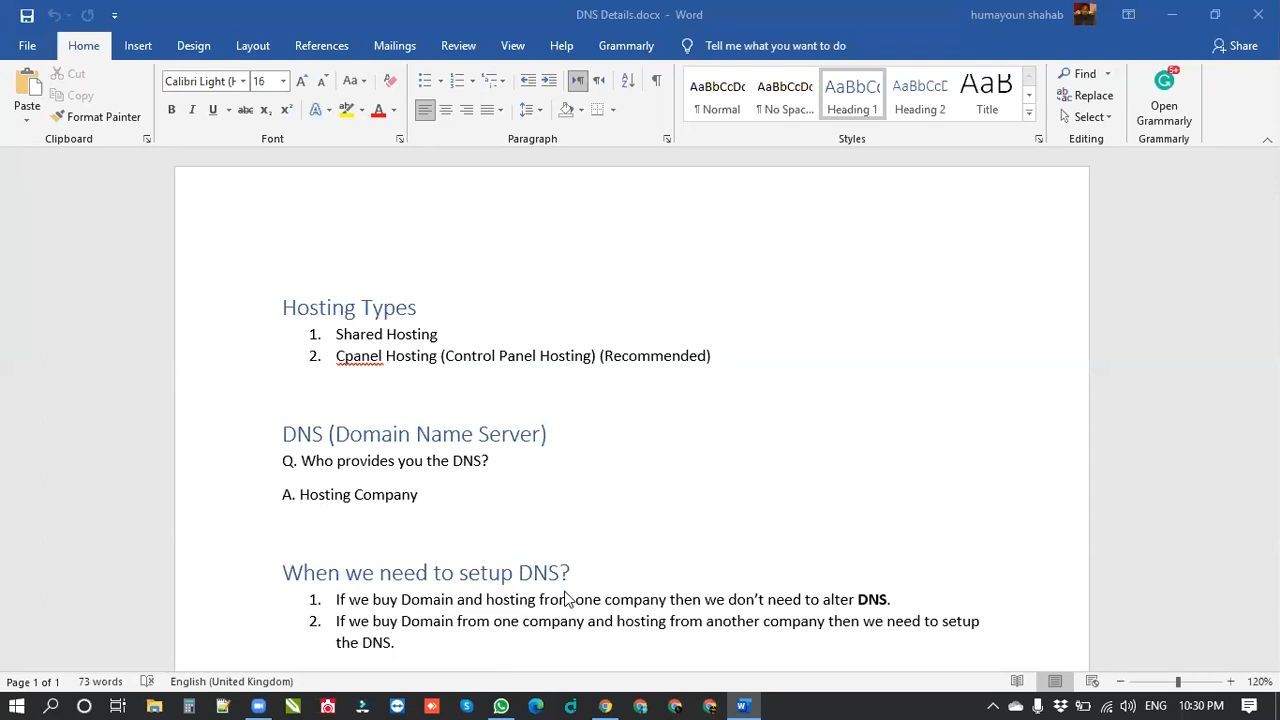 DNS Details.docx - Word
humayoun shahab
File Home Insert Design Layout References Mailings Review View Help Grammarly Tell me what you want to do Share
Cut
Copy
Format Painter
Paste
Clipboard
Calibri Light (H 16
Aa
B I U abc x₂ x²
A A
Font
Paragraph
AaBbCcDc AaBbCcDc AaBbCc AaBbCcD AaB
¶ Normal ¶ No Spac... Heading 1 Heading 2 Title
Styles
Find
Replace
Select
Editing
Open
Grammarly
Grammarly
Hosting Types
1. Shared Hosting
2. Cpanel Hosting (Control Panel Hosting) (Recommended)
DNS (Domain Name Server)
Q. Who provides you the DNS?
A. Hosting Company
When we need to setup DNS?
1. If we buy Domain and hosting from one company then we don’t need to alter DNS.
2. If we buy Domain from one company and hosting from another company then we need to setup
the DNS.
Page 1 of 1 73 words English (United Kingdom) 120%
ENG 10:30 PM